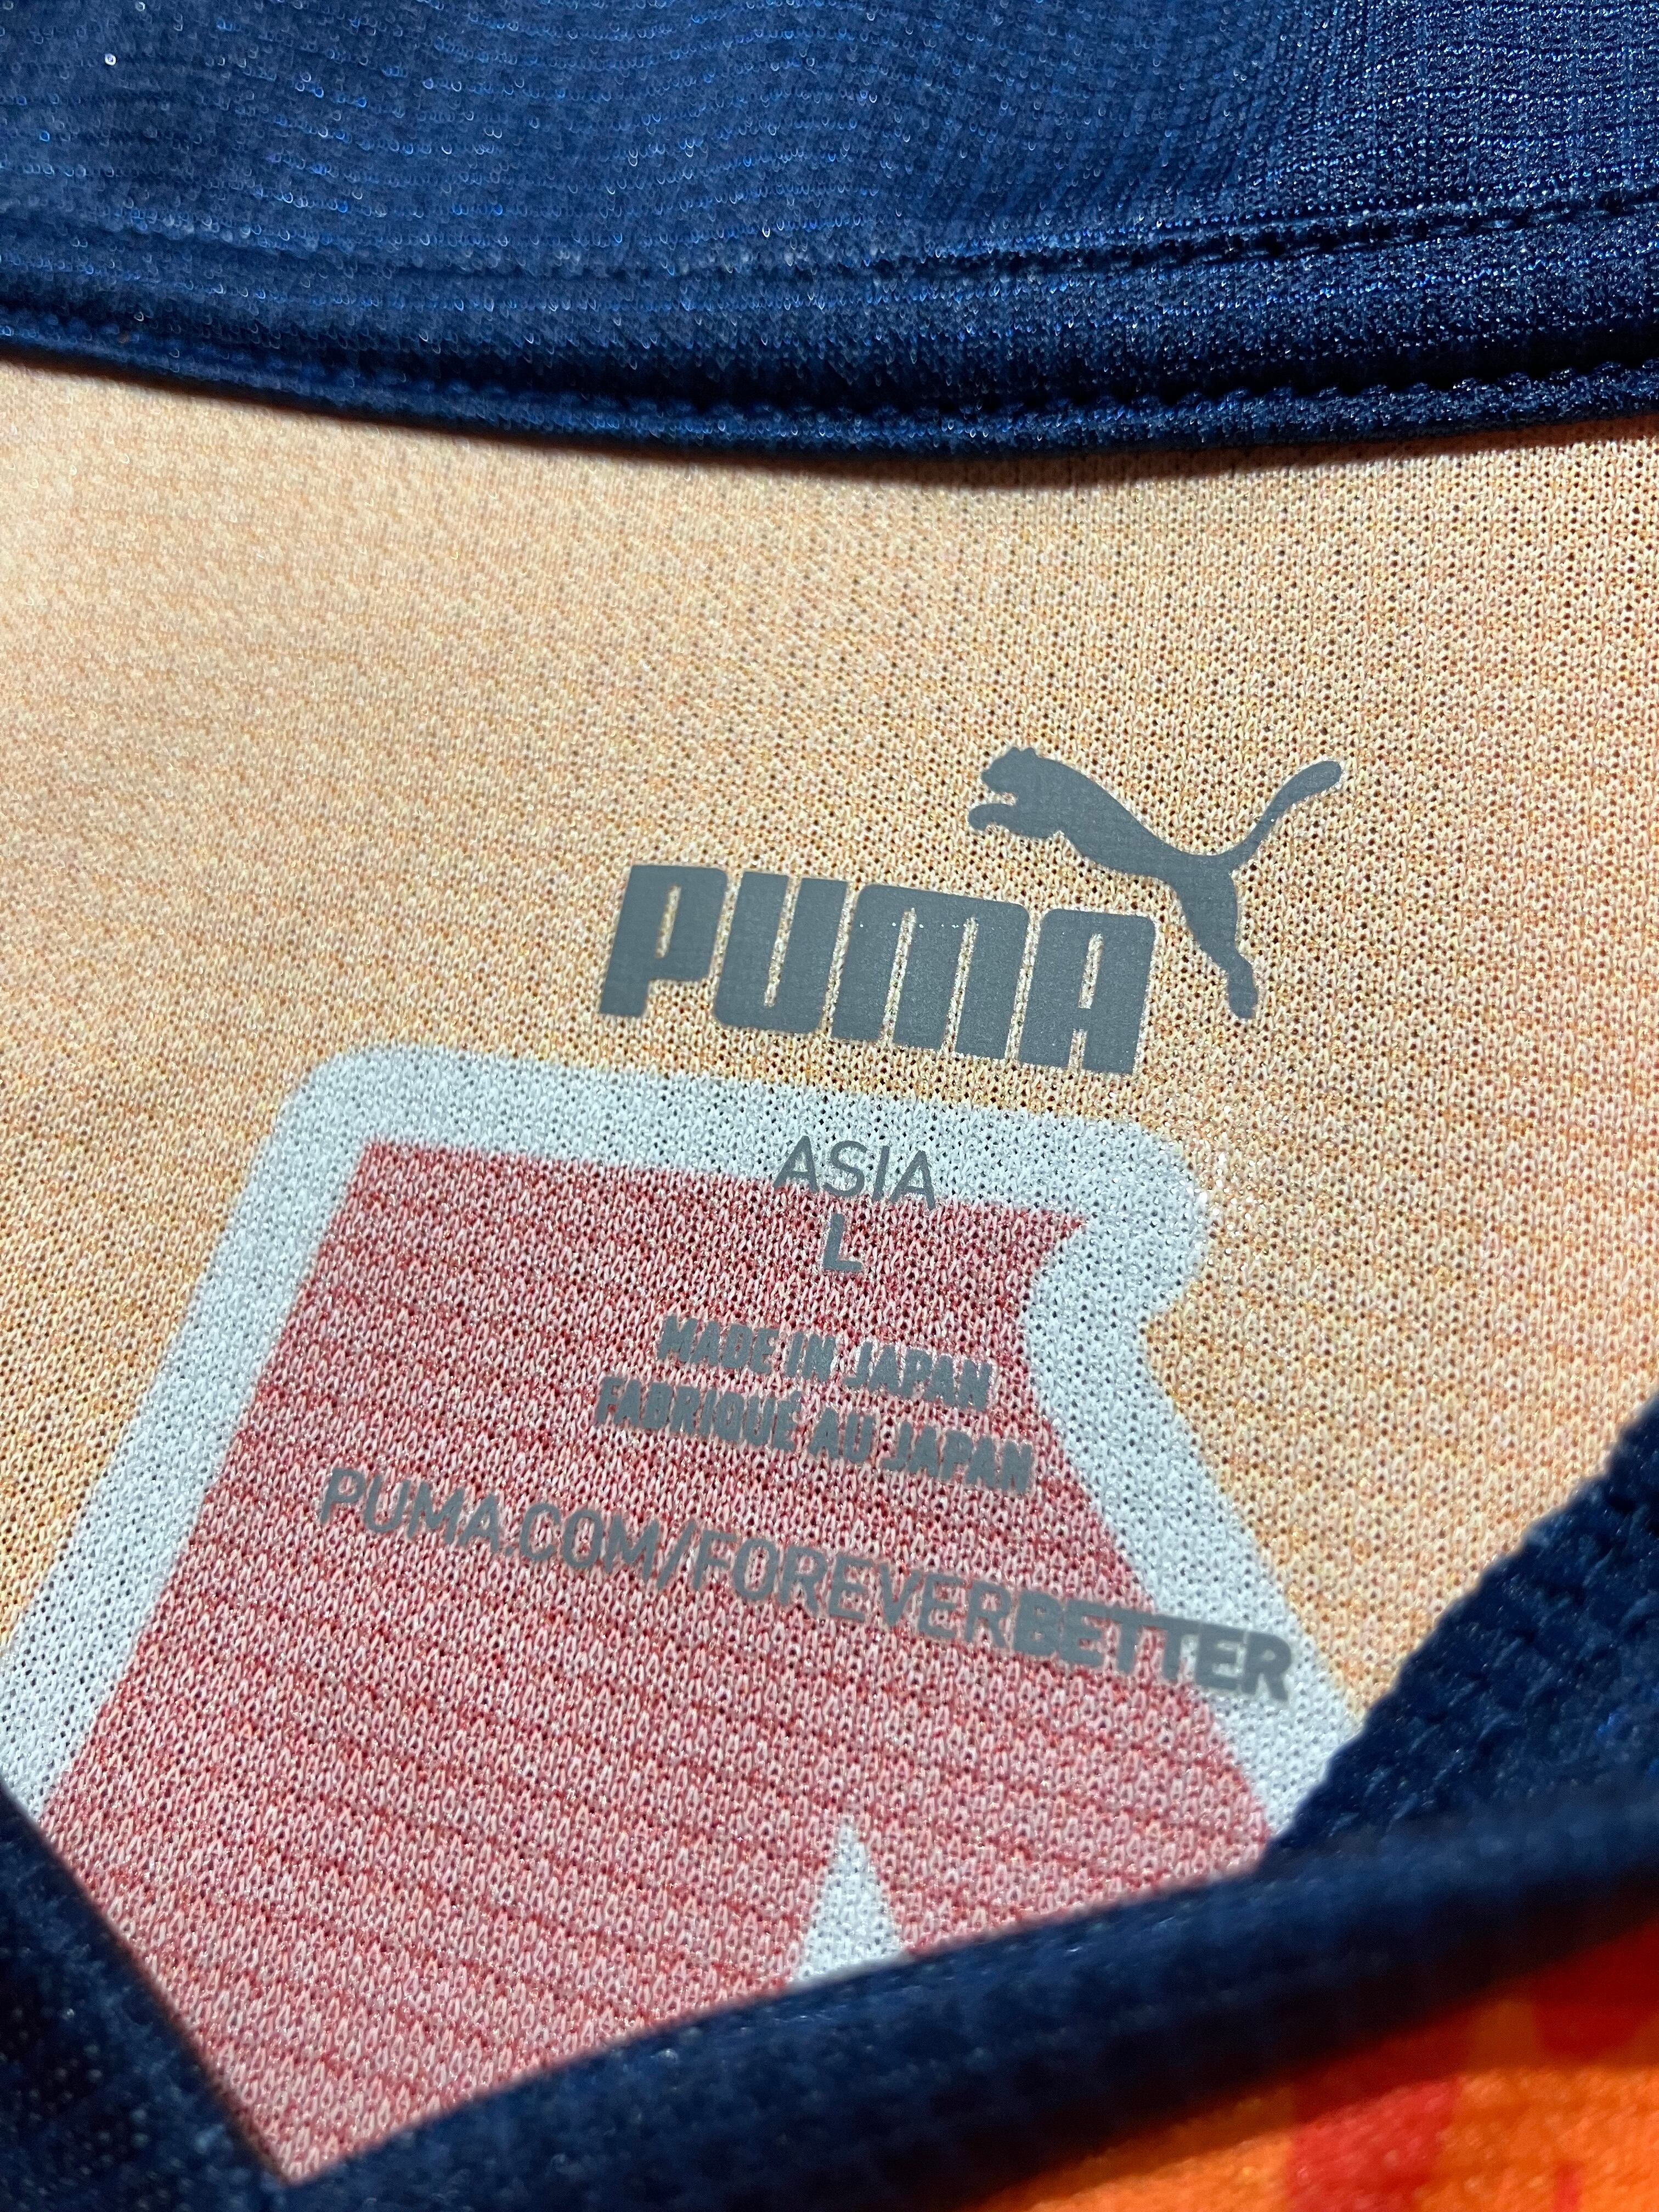 PUMA
ASIA
L
MADE IN JAPAN
FABRIQUÉ AU JAPAN
PUMA.COM/FOREVERBETTER